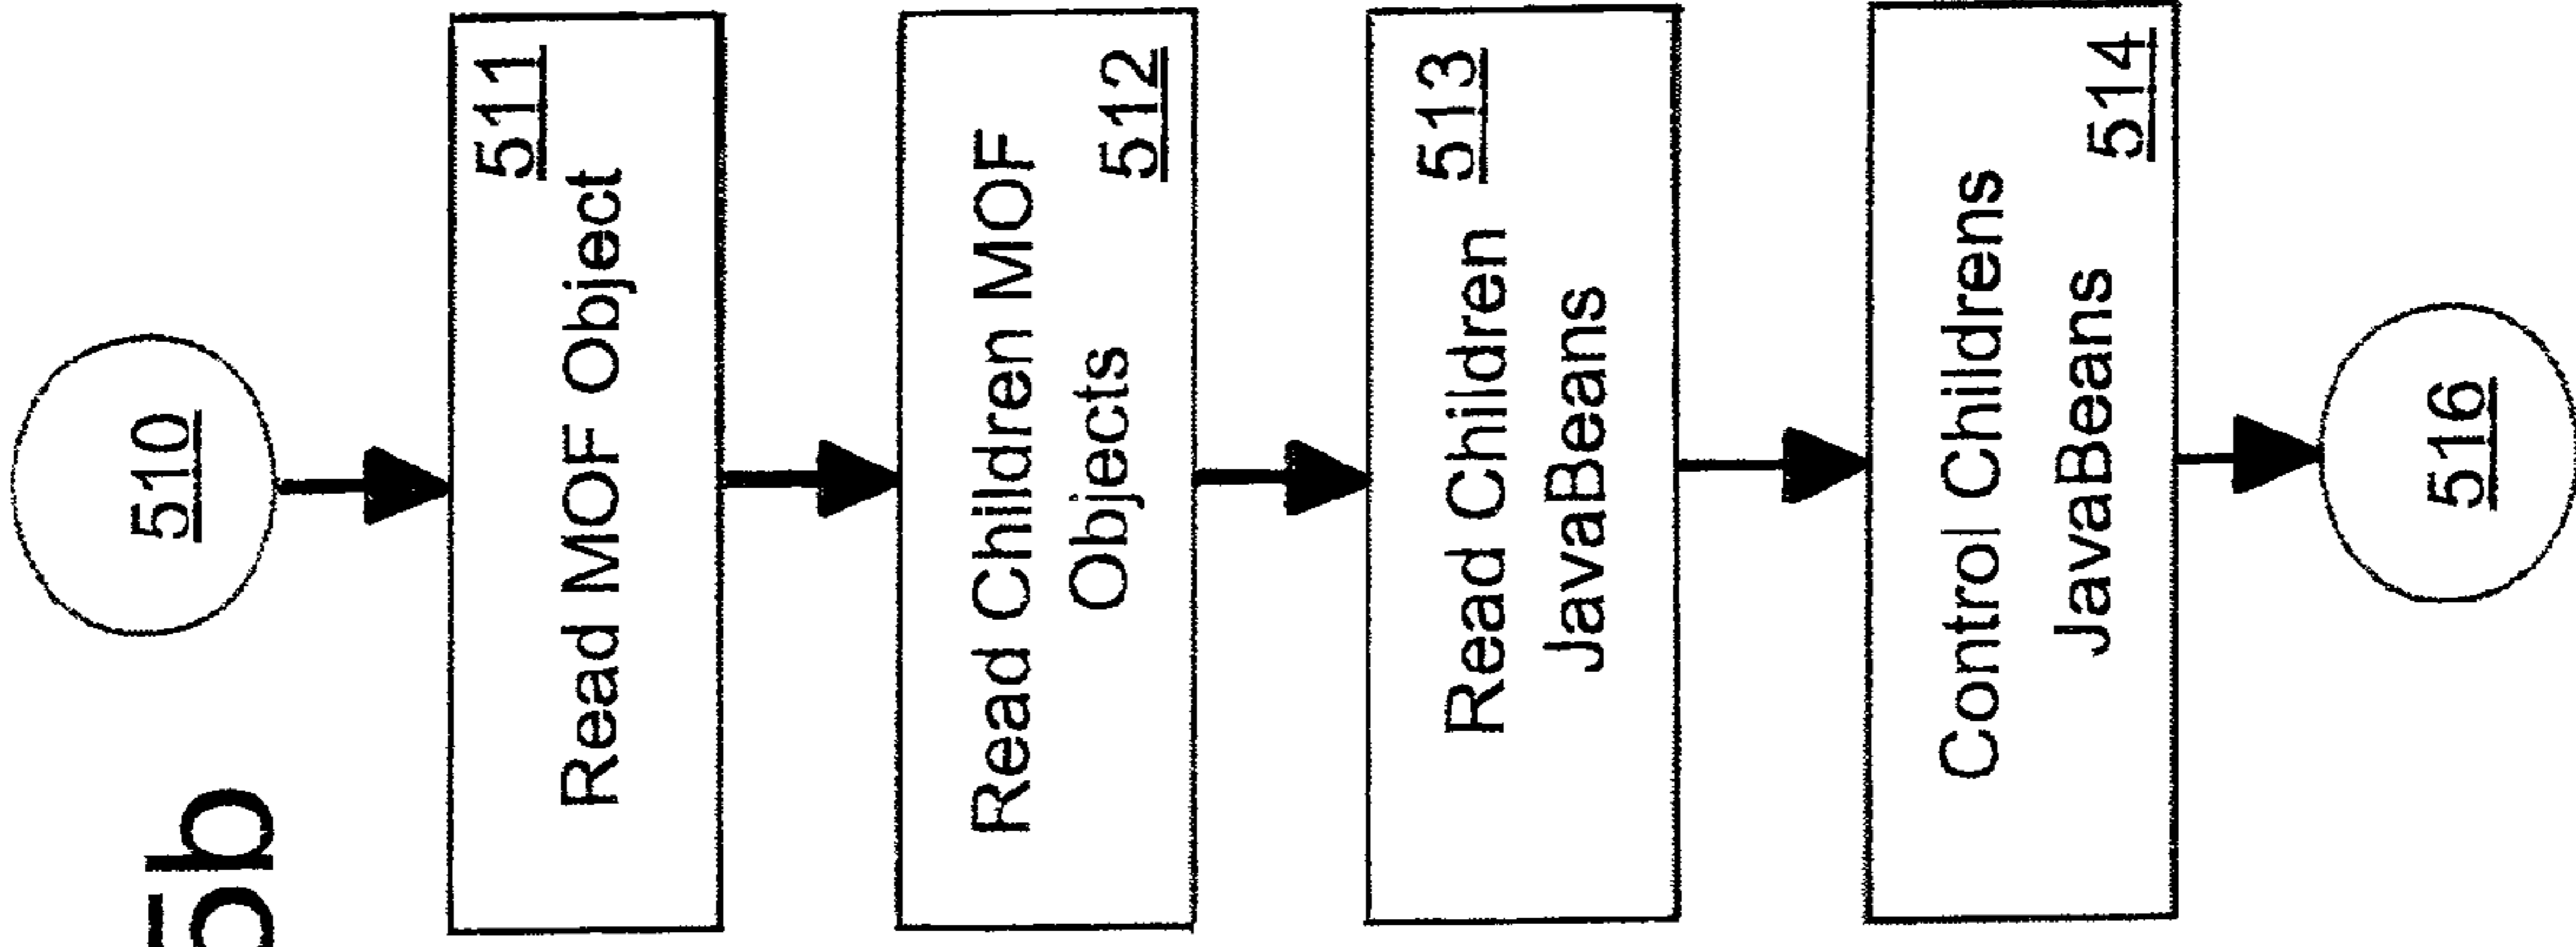 5b
510
511
Read MOF Object
Read Children MOF
Objects
512
Read Children 513
JavaBeans
Control Childrens
JavaBeans 514
516